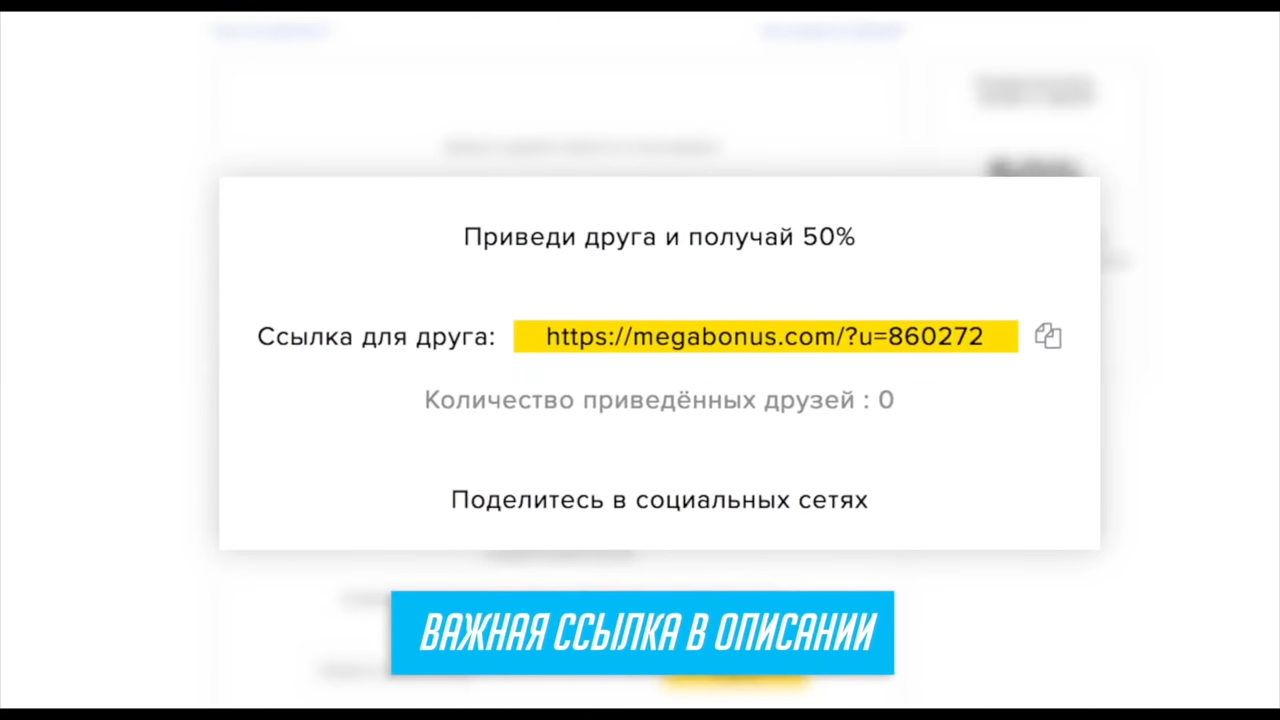 Приведи друга и получай 50%
Ссылка для друга: https://megabonus.com/?u=860272
Количество приведённых друзей : 0
Поделитесь в социальных сетях
ВАЖНАЯ ССЫЛКА В ОПИСАНИИ